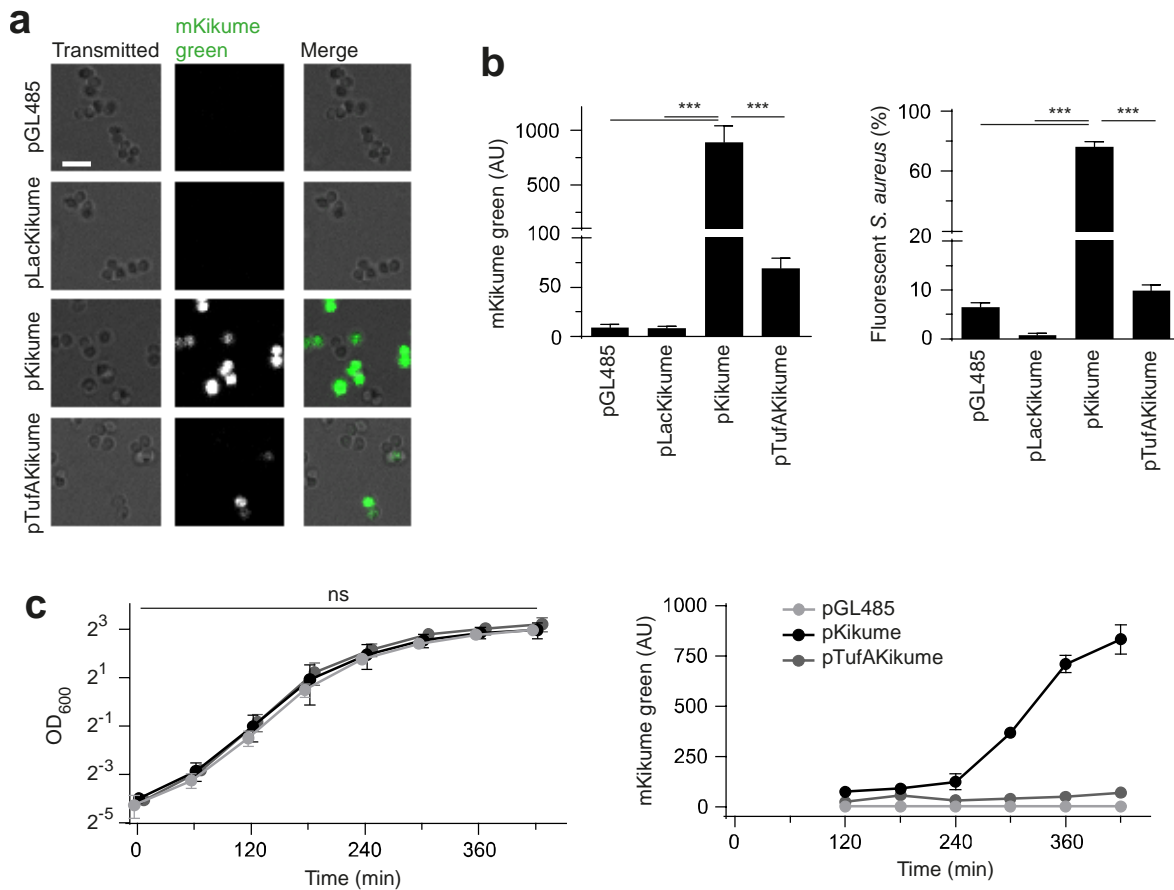 a
Transmitted
mKikume
green
Merge
pGL485
pLacKikume
pKikume
pTufAKikume
b
mKikume green (AU)
1000
500
100
50
0
***
***
pGL485
pLacKikume
pKikume
pTufAKikume
Fluorescent S. aureus (%)
100
60
20
10
0
***
***
pGL485
pLacKikume
pKikume
pTufAKikume
c
ns
OD600
2^3
2^1
2^-1
2^-3
2^-5
0
120
240
360
Time (min)
mKikume green (AU)
1000
750
500
250
0
pGL485
pKikume
pTufAKikume
0
120
240
360
Time (min)